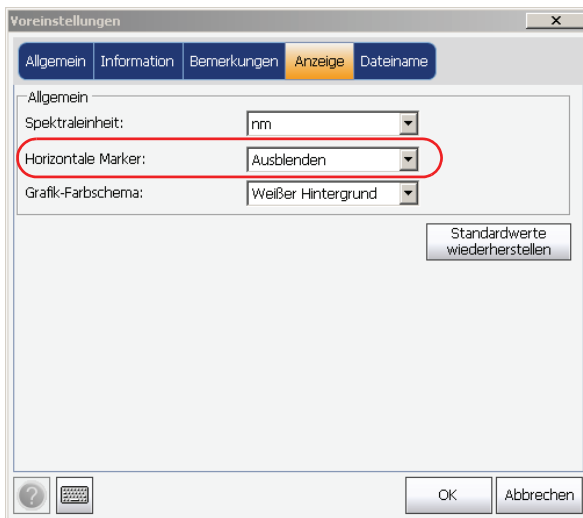 Voreinstellungen
Allgemein Information Bemerkungen Anzeige Dateiname
Allgemein
Spektraleinheit: nm
Horizontale Marker: Ausblenden
Grafik-Farbschema: Weißer Hintergrund
Standardwerte
wiederherstellen
OK Abbrechen